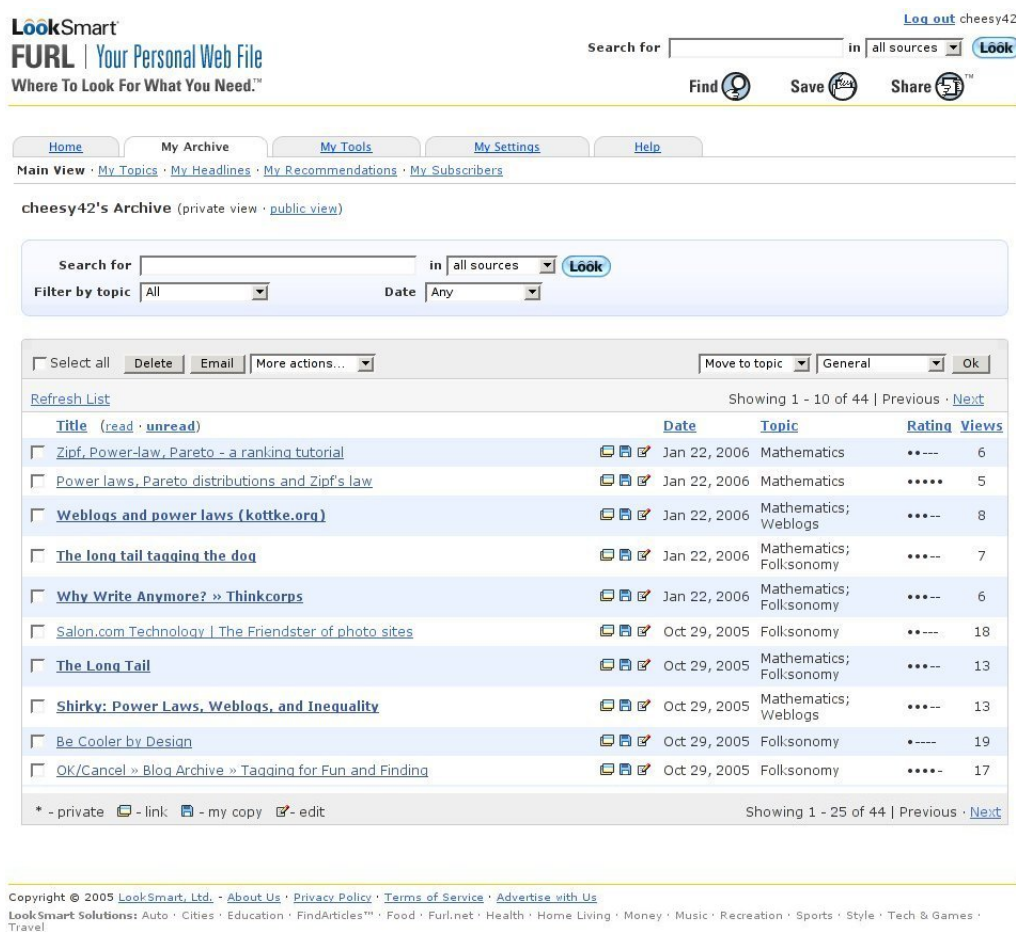 Log out cheesy42
LookSmart
FURL | Your Personal Web File
Where To Look For What You Need.™
Search for in all sources Look
Find Save Share ™
Home My Archive My Tools My Settings Help
Main View · My Topics · My Headlines · My Recommendations · My Subscribers
cheesy42's Archive (private view · public view)
Search for in all sources Look
Filter by topic All Date Any
Select all Delete Email More actions... Move to topic General Ok
Refresh List Showing 1 - 10 of 44 | Previous · Next
Title (read · unread) Date Topic Rating Views
Zipf, Power-law, Pareto - a ranking tutorial Jan 22, 2006 Mathematics ••--- 6
Power laws, Pareto distributions and Zipf's law Jan 22, 2006 Mathematics ••••• 5
Weblogs and power laws (kottke.org) Jan 22, 2006 Mathematics; Weblogs •••-- 8
The long tail tagging the dog Jan 22, 2006 Mathematics; Folksonomy •••-- 7
Why Write Anymore? » Thinkcorps Jan 22, 2006 Mathematics; Folksonomy •••-- 6
Salon.com Technology | The Friendster of photo sites Oct 29, 2005 Folksonomy ••--- 18
The Long Tail Oct 29, 2005 Mathematics; Folksonomy •••-- 13
Shirky: Power Laws, Weblogs, and Inequality Oct 29, 2005 Mathematics; Weblogs •••-- 13
Be Cooler by Design Oct 29, 2005 Folksonomy •---- 19
OK/Cancel » Blog Archive » Tagging for Fun and Finding Oct 29, 2005 Folksonomy ••••- 17
* - private - link - my copy - edit Showing 1 - 25 of 44 | Previous · Next
Copyright © 2005 LookSmart, Ltd. - About Us · Privacy Policy · Terms of Service · Advertise with Us
LookSmart Solutions: Auto · Cities · Education · FindArticles™ · Food · Furl.net · Health · Home Living · Money · Music · Recreation · Sports · Style · Tech & Games ·
Travel